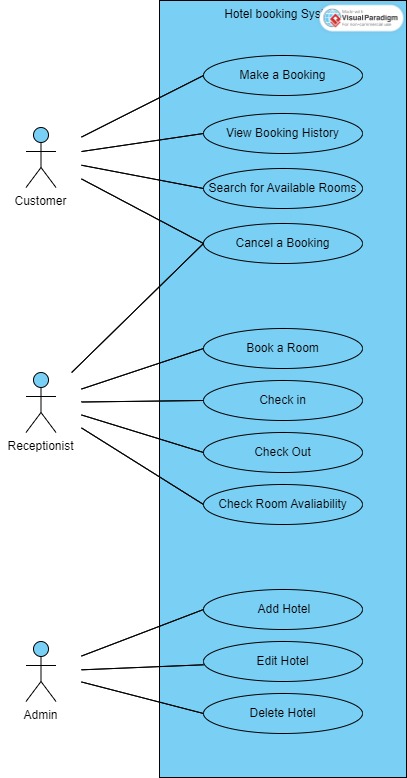 Hotel booking Sys
Made with
Visual Paradigm
For non-commercial use
Make a Booking
View Booking History
Search for Available Rooms
Customer
Cancel a Booking
Book a Room
Check in
Receptionist
Check Out
Check Room Avaliability
Add Hotel
Edit Hotel
Admin
Delete Hotel